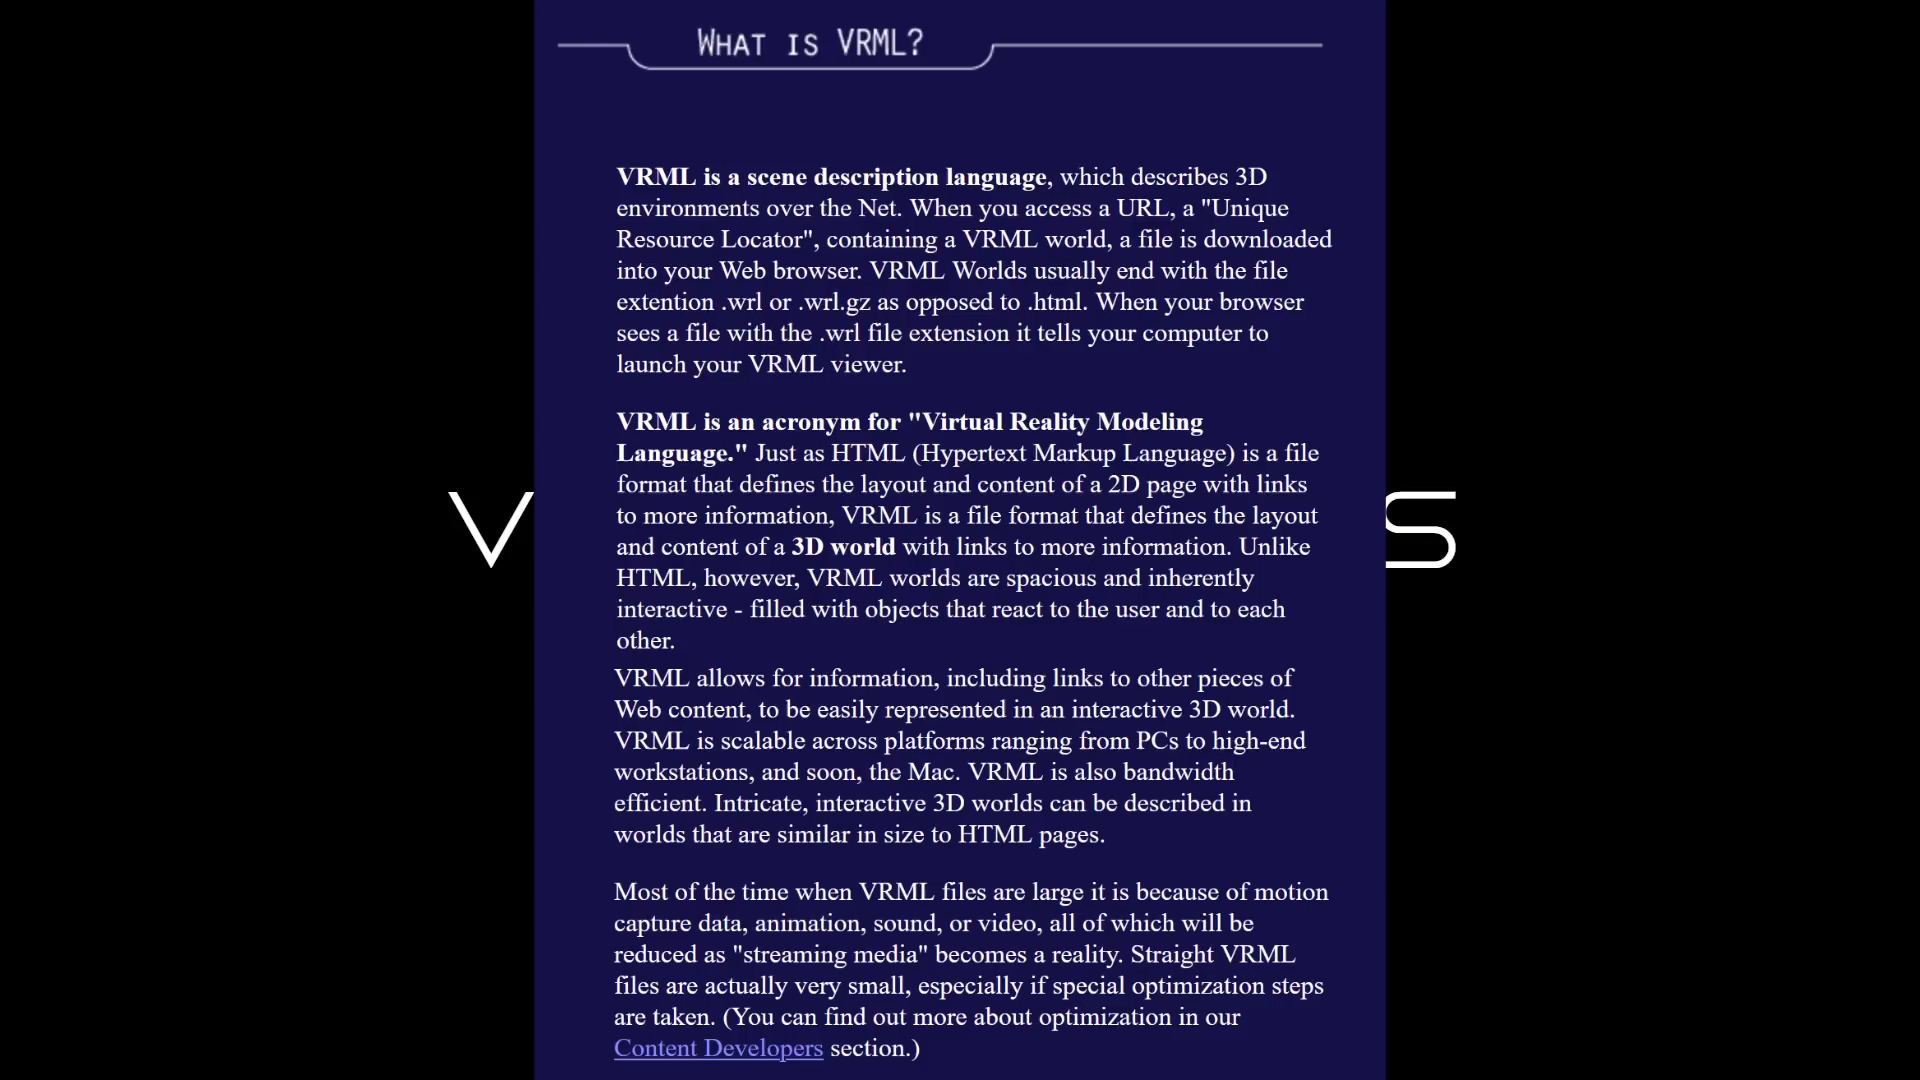 What is VRML?
VRML is a scene description language, which describes 3D
environments over the Net. When you access a URL, a "Unique
Resource Locator", containing a VRML world, a file is downloaded
into your Web browser. VRML Worlds usually end with the file
extention .wrl or .wrl.gz as opposed to .html. When your browser
sees a file with the .wrl file extension it tells your computer to
launch your VRML viewer.
VRML is an acronym for "Virtual Reality Modeling
Language." Just as HTML (Hypertext Markup Language) is a file
format that defines the layout and content of a 2D page with links
to more information, VRML is a file format that defines the layout
and content of a 3D world with links to more information. Unlike
HTML, however, VRML worlds are spacious and inherently
interactive - filled with objects that react to the user and to each
other.
VRML allows for information, including links to other pieces of
Web content, to be easily represented in an interactive 3D world.
VRML is scalable across platforms ranging from PCs to high-end
workstations, and soon, the Mac. VRML is also bandwidth
efficient. Intricate, interactive 3D worlds can be described in
worlds that are similar in size to HTML pages.
Most of the time when VRML files are large it is because of motion
capture data, animation, sound, or video, all of which will be
reduced as "streaming media" becomes a reality. Straight VRML
files are actually very small, especially if special optimization steps
are taken. (You can find out more about optimization in our
Content Developers section.)
V S